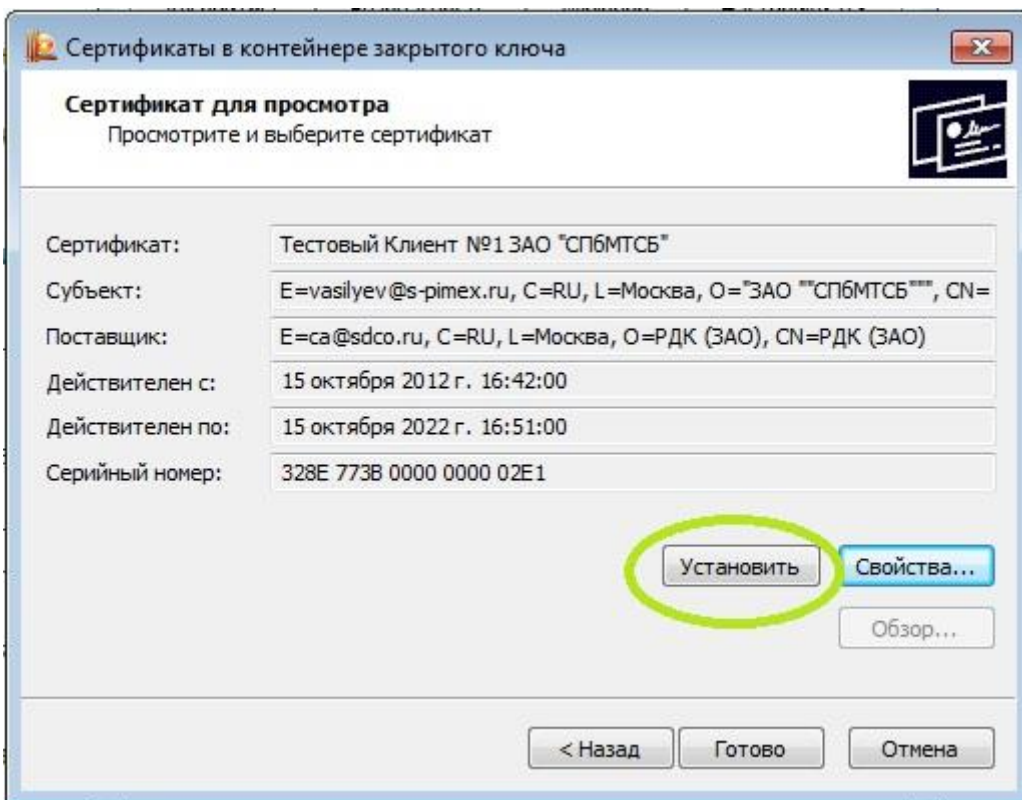 Сертификаты в контейнере закрытого ключа
Сертификат для просмотра
Просмотрите и выберите сертификат
Сертификат: Тестовый Клиент №1 ЗАО "СПбМТСБ"
Субъект: E=vasilyev@s-pimex.ru, C=RU, L=Москва, O="ЗАО ""СПбМТСБ""", CN=
Поставщик: E=ca@sdco.ru, C=RU, L=Москва, O=РДК (ЗАО), CN=РДК (ЗАО)
Действителен с: 15 октября 2012 г. 16:42:00
Действителен по: 15 октября 2022 г. 16:51:00
Серийный номер: 328E 773B 0000 0000 02E1
Установить Свойства...
Обзор...
< Назад Готово Отмена